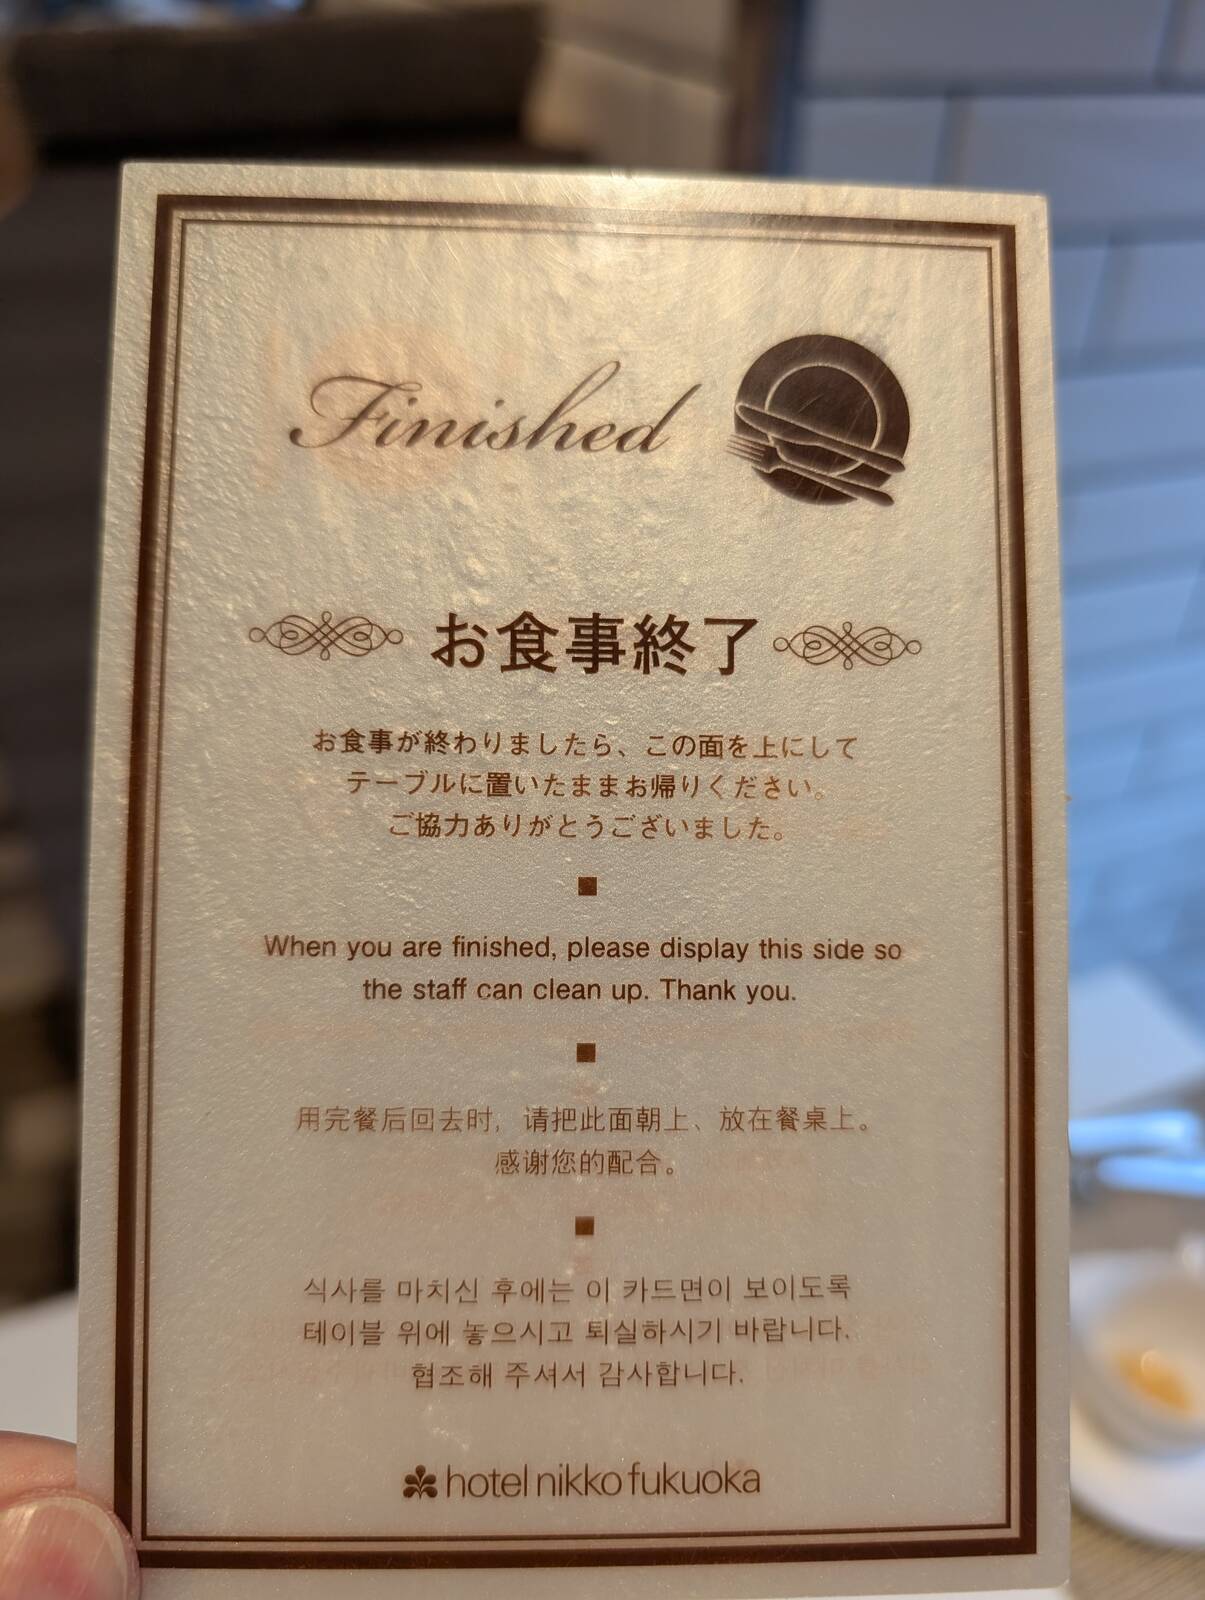 Finished
お食事終了
お食事が終わりましたら、この面を上にして
テーブルに置いたままお帰りください。
ご協力ありがとうございました。
When you are finished, please display this side so
the staff can clean up. Thank you.
用完餐后回去时，请把此面朝上、放在餐桌上。
感谢您的配合。
식사를 마치신 후에는 이 카드면이 보이도록
테이블 위에 놓으시고 퇴실하시기 바랍니다.
협조해 주셔서 감사합니다.
hotel nikko fukuoka